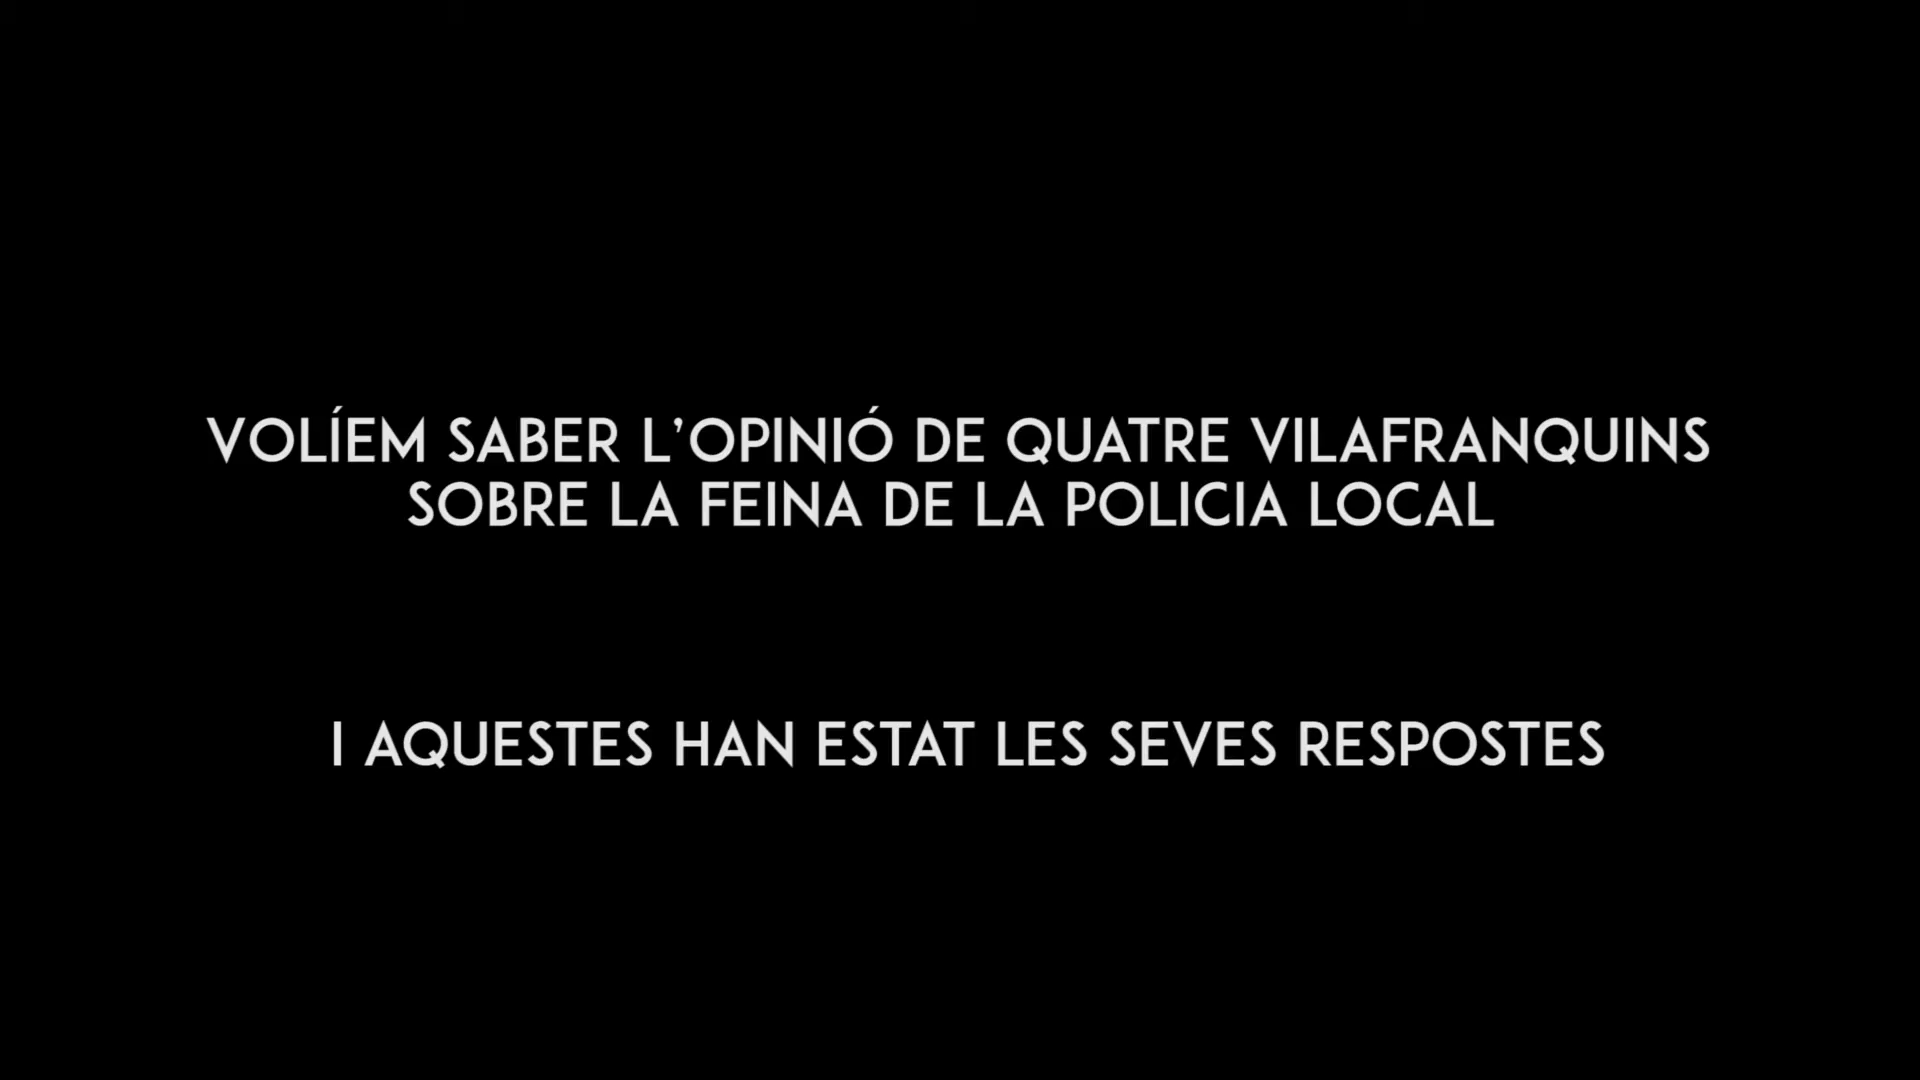 VOLÍEM SABER L'OPINIÓ DE QUATRE VILAFRANQUINS
SOBRE LA FEINA DE LA POLICIA LOCAL
I AQUESTES HAN ESTAT LES SEVES RESPOSTES